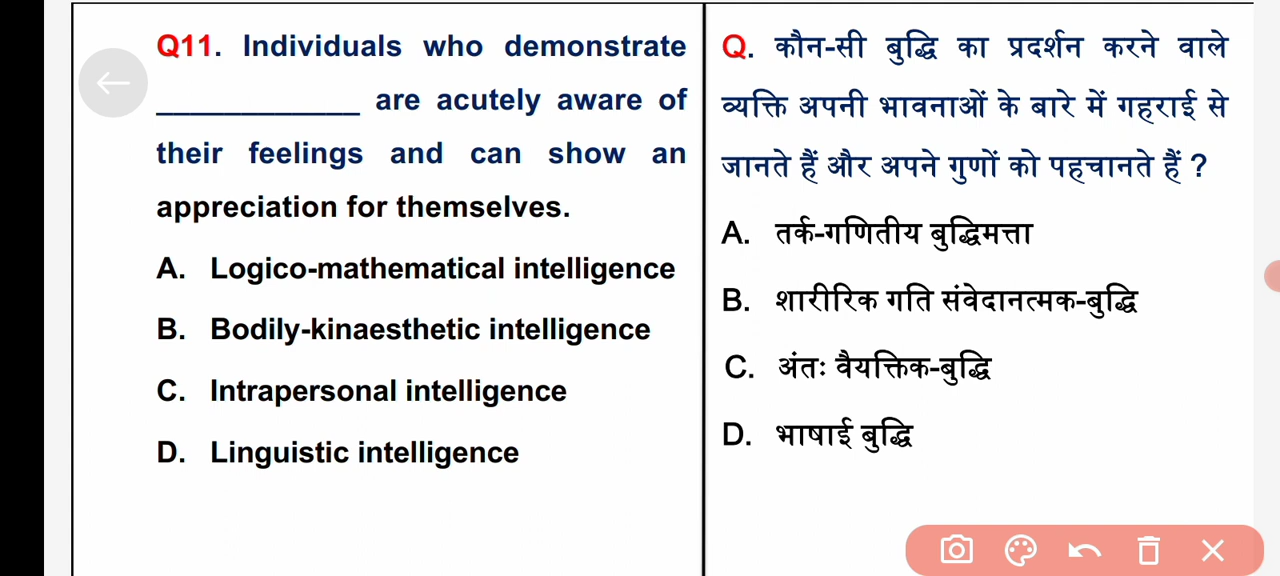 Q11. Individuals who demonstrate
____________ are acutely aware of
their feelings and can show an
appreciation for themselves.
A. Logico-mathematical intelligence
B. Bodily-kinaesthetic intelligence
C. Intrapersonal intelligence
D. Linguistic intelligence
Q. कौन-सी बुद्धि का प्रदर्शन करने वाले
व्यक्ति अपनी भावनाओं के बारे में गहराई से
जानते हैं और अपने गुणों को पहचानते हैं ?
A. तर्क-गणितीय बुद्धिमत्ता
B. शारीरिक गति संवेदानत्मक-बुद्धि
C. अंतः वैयक्तिक-बुद्धि
D. भाषाई बुद्धि